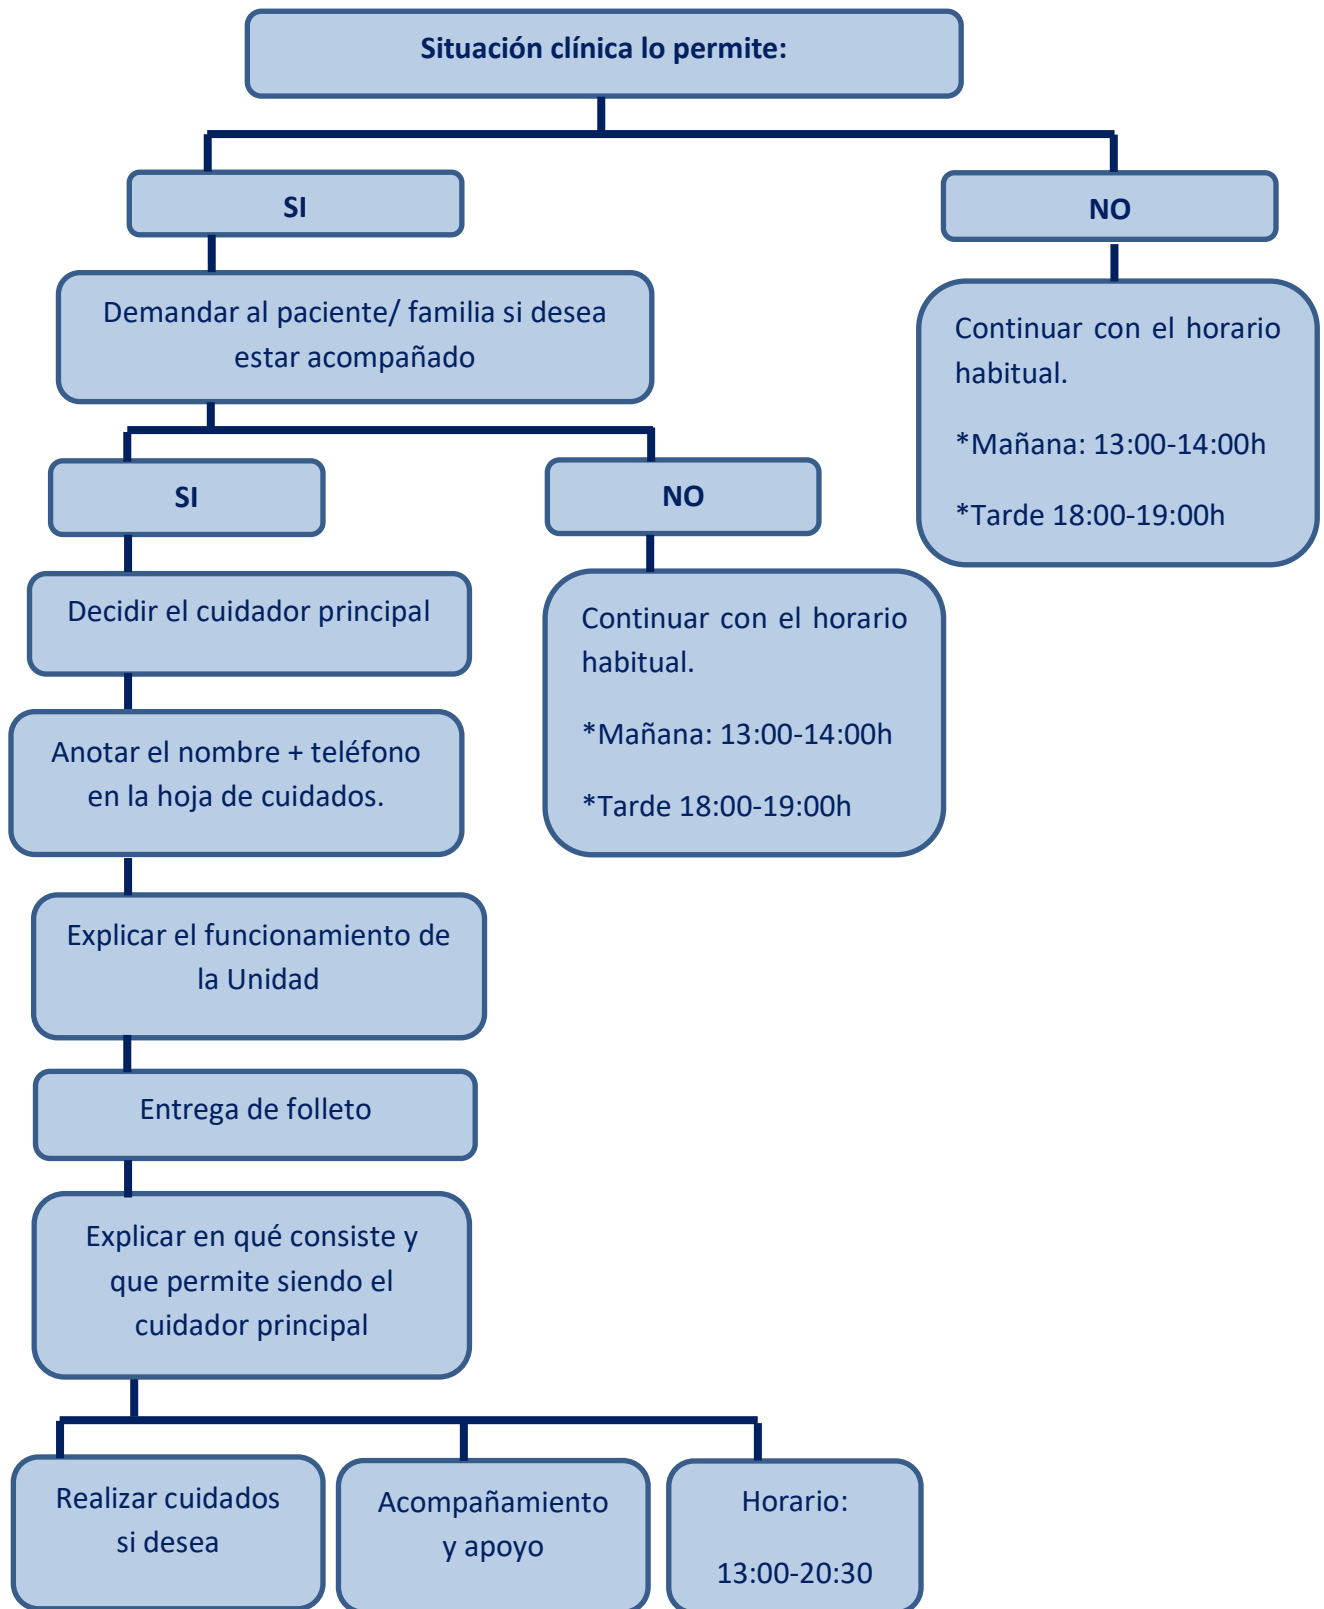 Situación clínica lo permite:
SI
NO
Demandar al paciente/ familia si desea
estar acompañado
Continuar con el horario
habitual.
*Mañana: 13:00-14:00h
*Tarde 18:00-19:00h
SI
NO
Decidir el cuidador principal
Continuar con el horario
habitual.
*Mañana: 13:00-14:00h
*Tarde 18:00-19:00h
Anotar el nombre + teléfono
en la hoja de cuidados.
Explicar el funcionamiento de
la Unidad
Entrega de folleto
Explicar en qué consiste y
que permite siendo el
cuidador principal
Realizar cuidados
si desea
Acompañamiento
y apoyo
Horario:
13:00-20:30